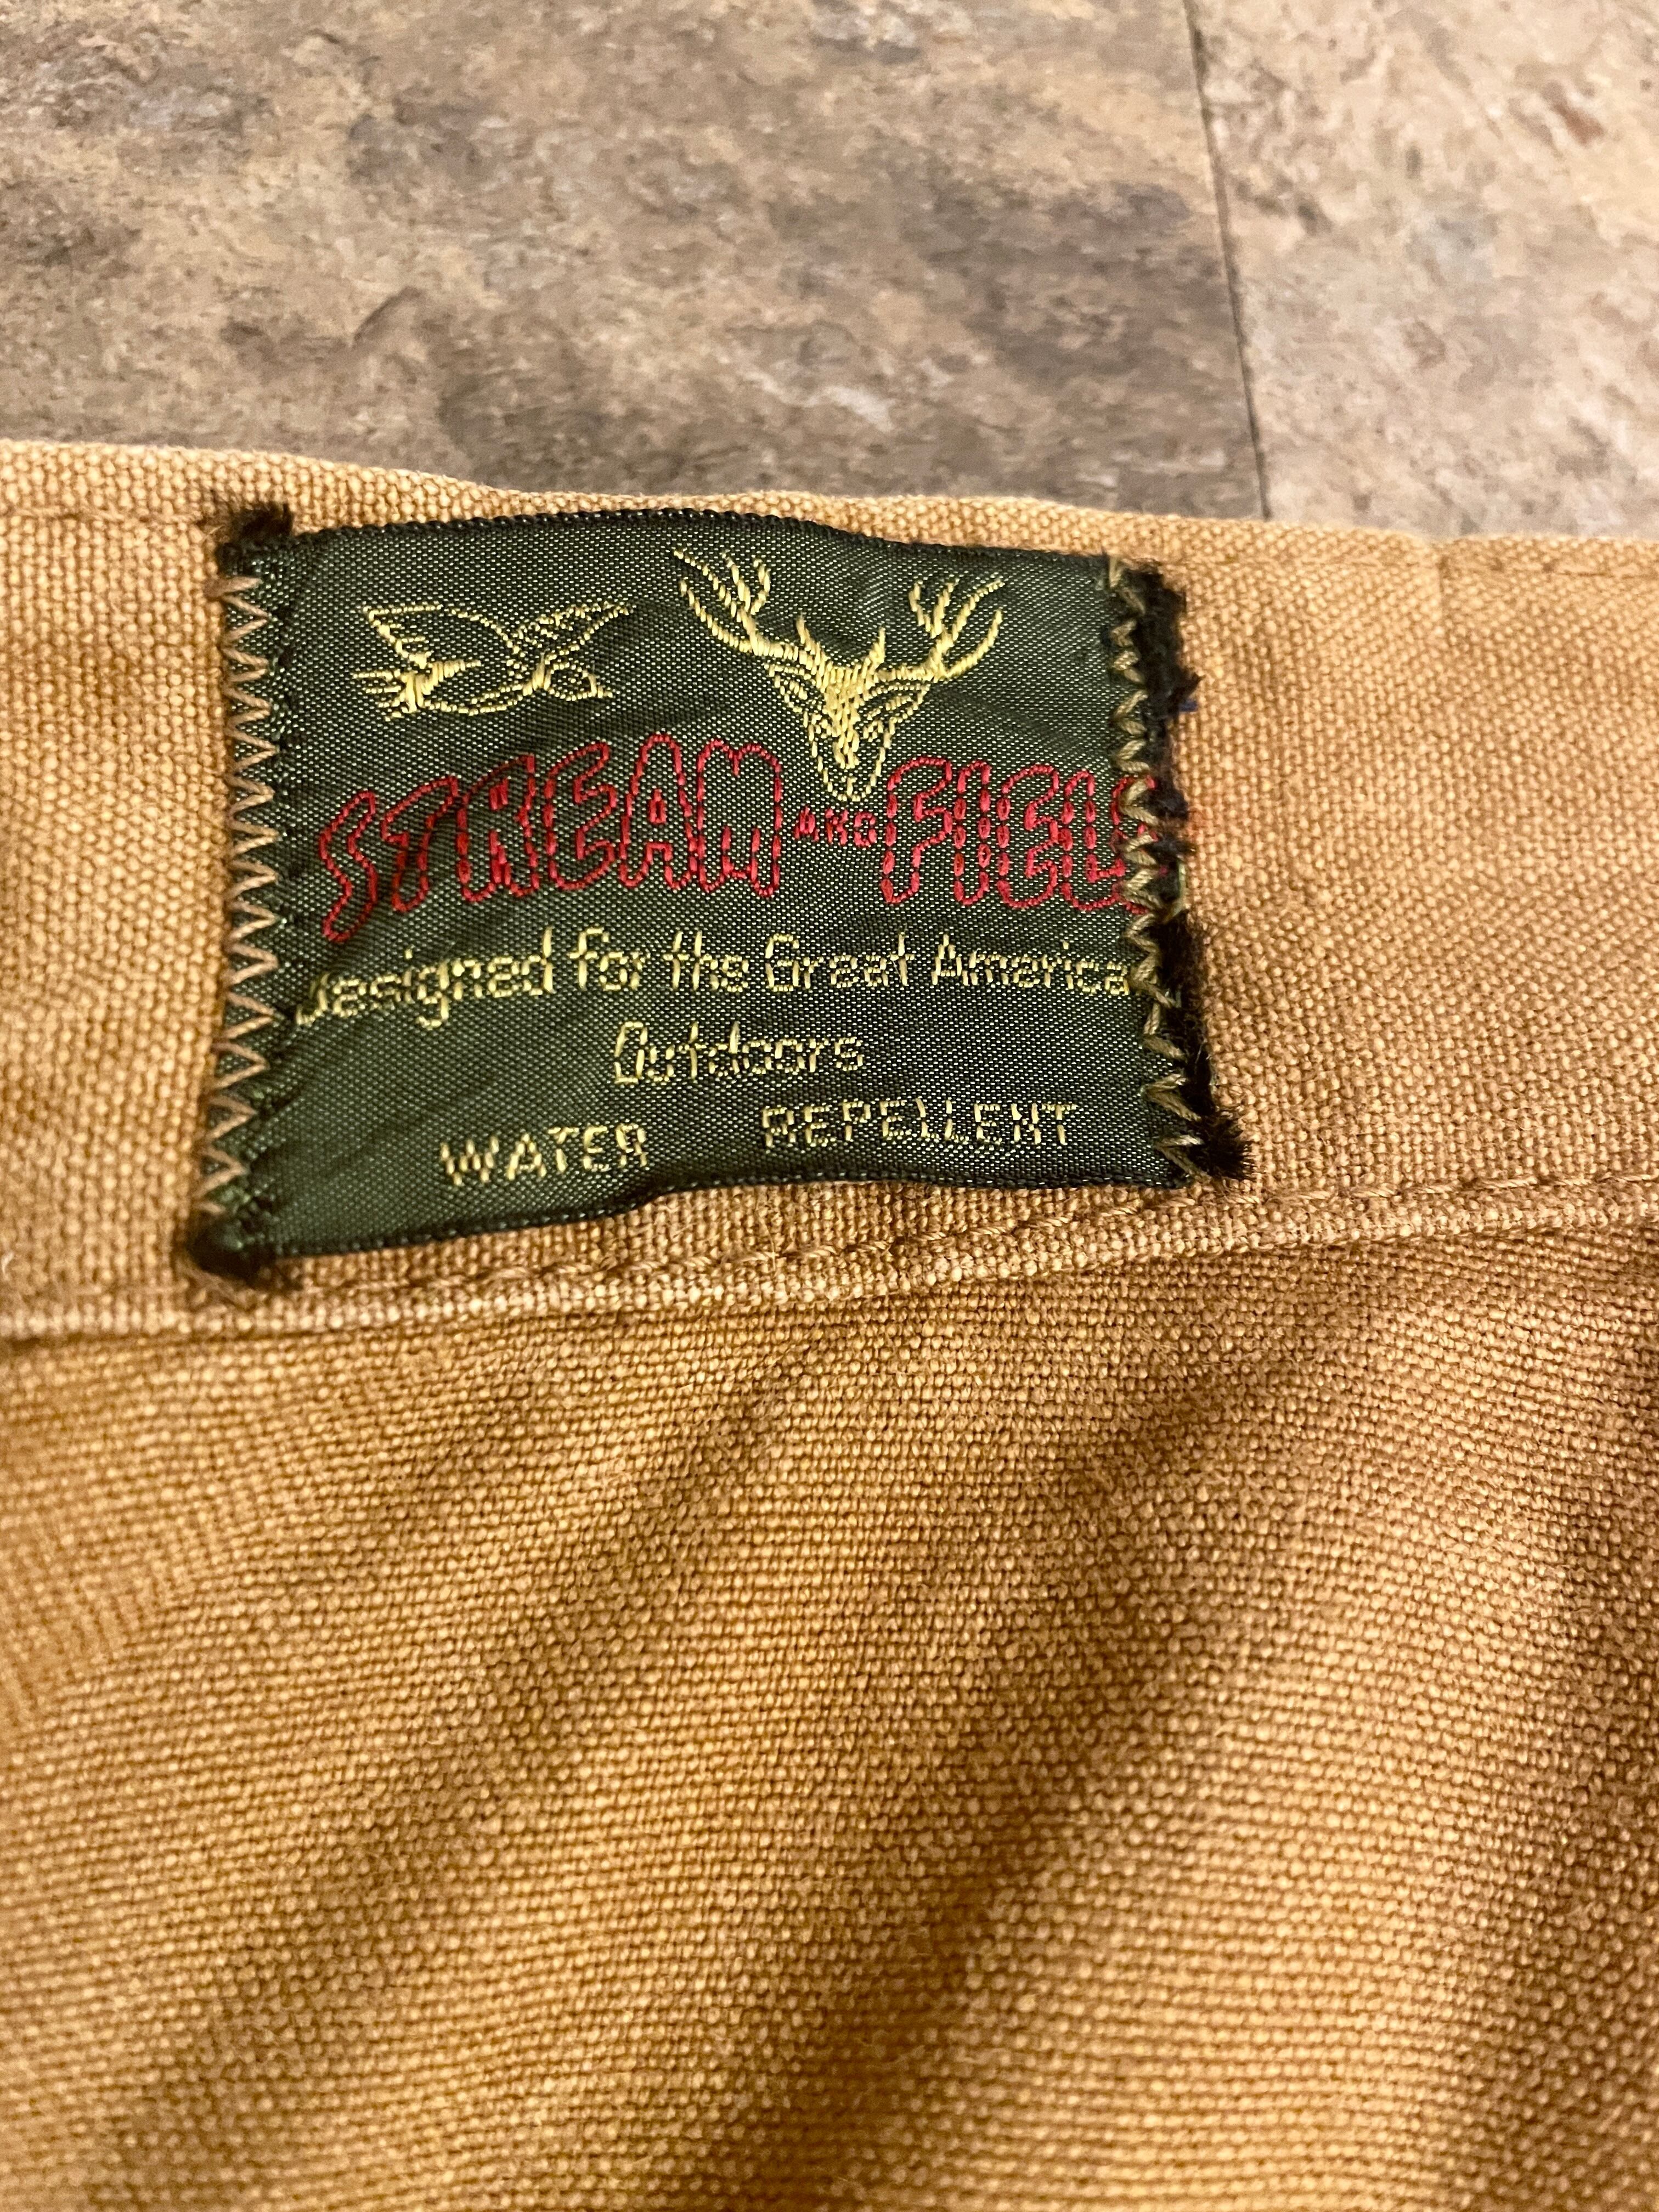 STREAM AND FIELD
Designed for the Great America
Outdoors
WATER REPELLENT